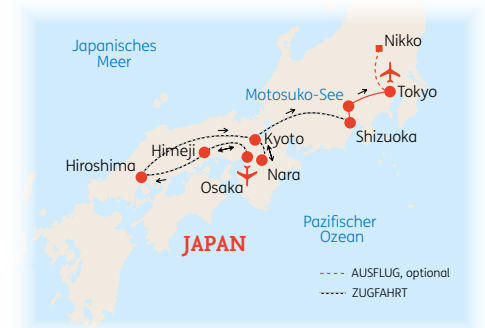 Japanisches
Meer
Nikko
Motosuko-See
Tokyo
Shizuoka
Kyoto
Himeji
Hiroshima
Osaka
Nara
JAPAN
Pazifischer
Ozean
AUSFLUG, optional
ZUGFAHRT